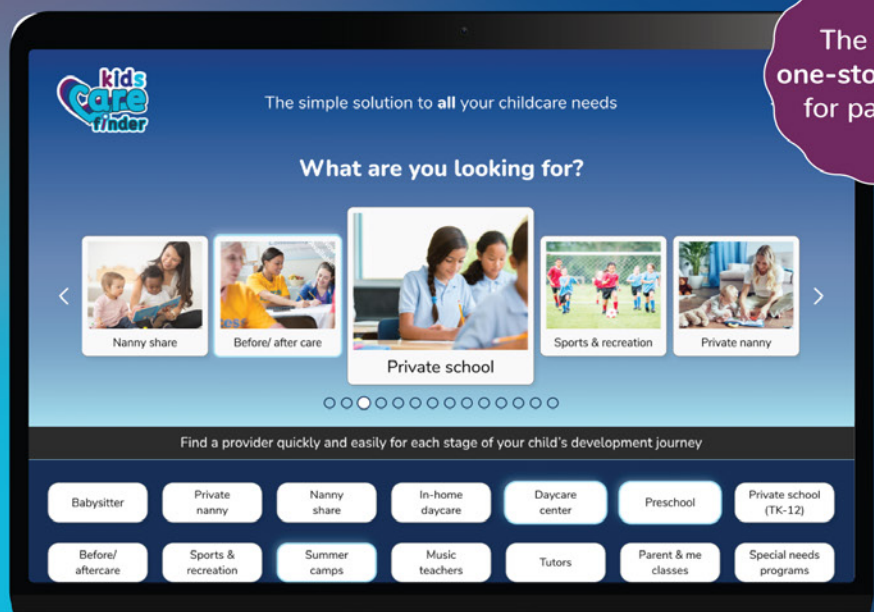 The
one-sto
for pa
kids
care
finder
The simple solution to all your childcare needs
What are you looking for?
Nanny share
Before/ after care
Private school
Sports & recreation
Private nanny
Find a provider quickly and easily for each stage of your child's development journey
Babysitter
Private
nanny
Nanny
share
In-home
daycare
Daycare
center
Preschool
Private school
(TK-12)
Before/
aftercare
Sports &
recreation
Summer
camps
Music
teachers
Tutors
Parent & me
classes
Special needs
programs